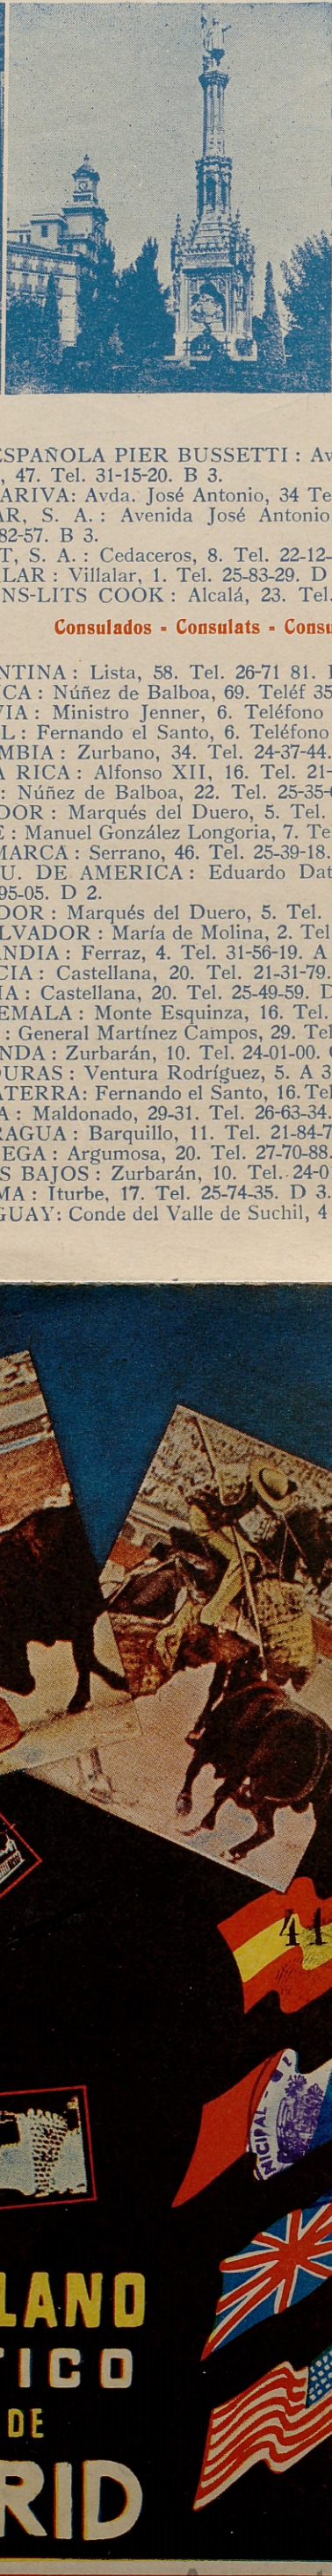 ESPAÑOLA PIER BUSSETTI : Av
, 47. Tel. 31-15-20. B 3.
ARIVA: Avda. José Antonio, 34 Te
AR, S. A. : Avenida José Antonio
82-57. B 3.
T, S. A. : Cedaceros, 8. Tel. 22-12-
LAR : Villalar, 1. Tel. 25-83-29. D
NS-LITS COOK : Alcalá, 23. Tel.
Consulados - Consulats - Consu
NTINA : Lista, 58. Tel. 26-71 81.
CA : Núñez de Balboa, 69. Teléf 35
VIA : Ministro Jenner, 6. Teléfono
L : Fernando el Santo, 6. Teléfono
MBIA : Zurbano, 34. Tel. 24-37-44.
A RICA : Alfonso XII, 16. Tel. 21-
: Núñez de Balboa, 22. Tel. 25-35-
DOR : Marqués del Duero, 5. Tel.
E : Manuel González Longoria, 7. Te
MARCA : Serrano, 46. Tel. 25-39-18.
U. DE AMERICA : Eduardo Dat
95-05. D 2.
DOR : Marqués del Duero, 5. Tel.
LVADOR : María de Molina, 2. Tel
NDIA : Ferraz, 4. Tel. 31-56-19. A
CIA : Castellana, 20. Tel. 21-31-79.
IA : Castellana, 20. Tel. 25-49-59. D
EMALA : Monte Esquinza, 16. Tel.
: General Martínez Campos, 29. Tel
NDA : Zurbarán, 10. Tel. 24-01-00.
DURAS : Ventura Rodríguez, 5. A 3
ATERRA: Fernando el Santo, 16. Tel
A : Maldonado, 29-31. Tel. 26-63-34.
RAGUA : Barquillo, 11. Tel. 21-84-7
EGA : Argumosa, 20. Tel. 27-70-88.
S BAJOS : Zurbarán, 10. Tel. 24-0
MA : Iturbe, 17. Tel. 25-74-35. D 3.
GUAY: Conde del Valle de Suchil, 4
41
NICIPAL
LANO
TICO
DE
RID